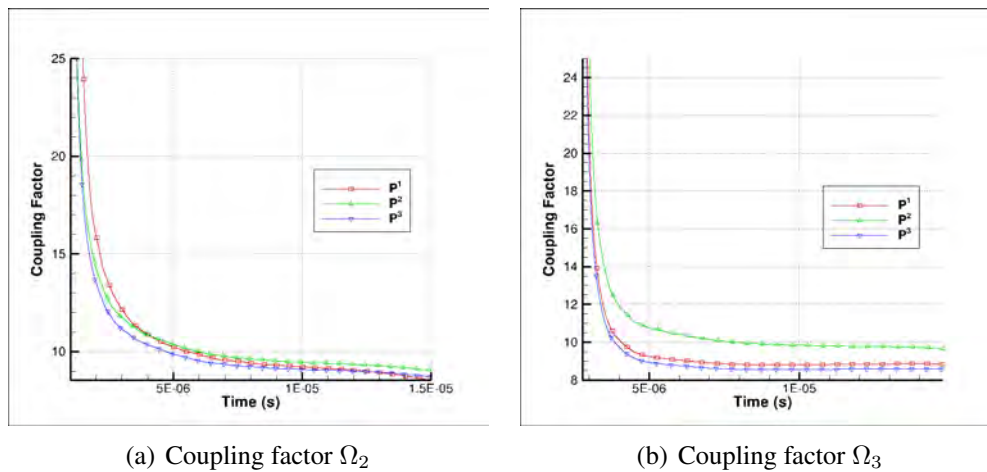 25
20
15
10
Coupling Factor
P¹
P²
P³
5E-06
1E-05
1.5E-05
Time (s)
(a) Coupling factor Ω₂
24
22
20
18
16
14
12
10
8
Coupling Factor
P¹
P²
P³
5E-06
1E-05
Time (s)
(b) Coupling factor Ω₃